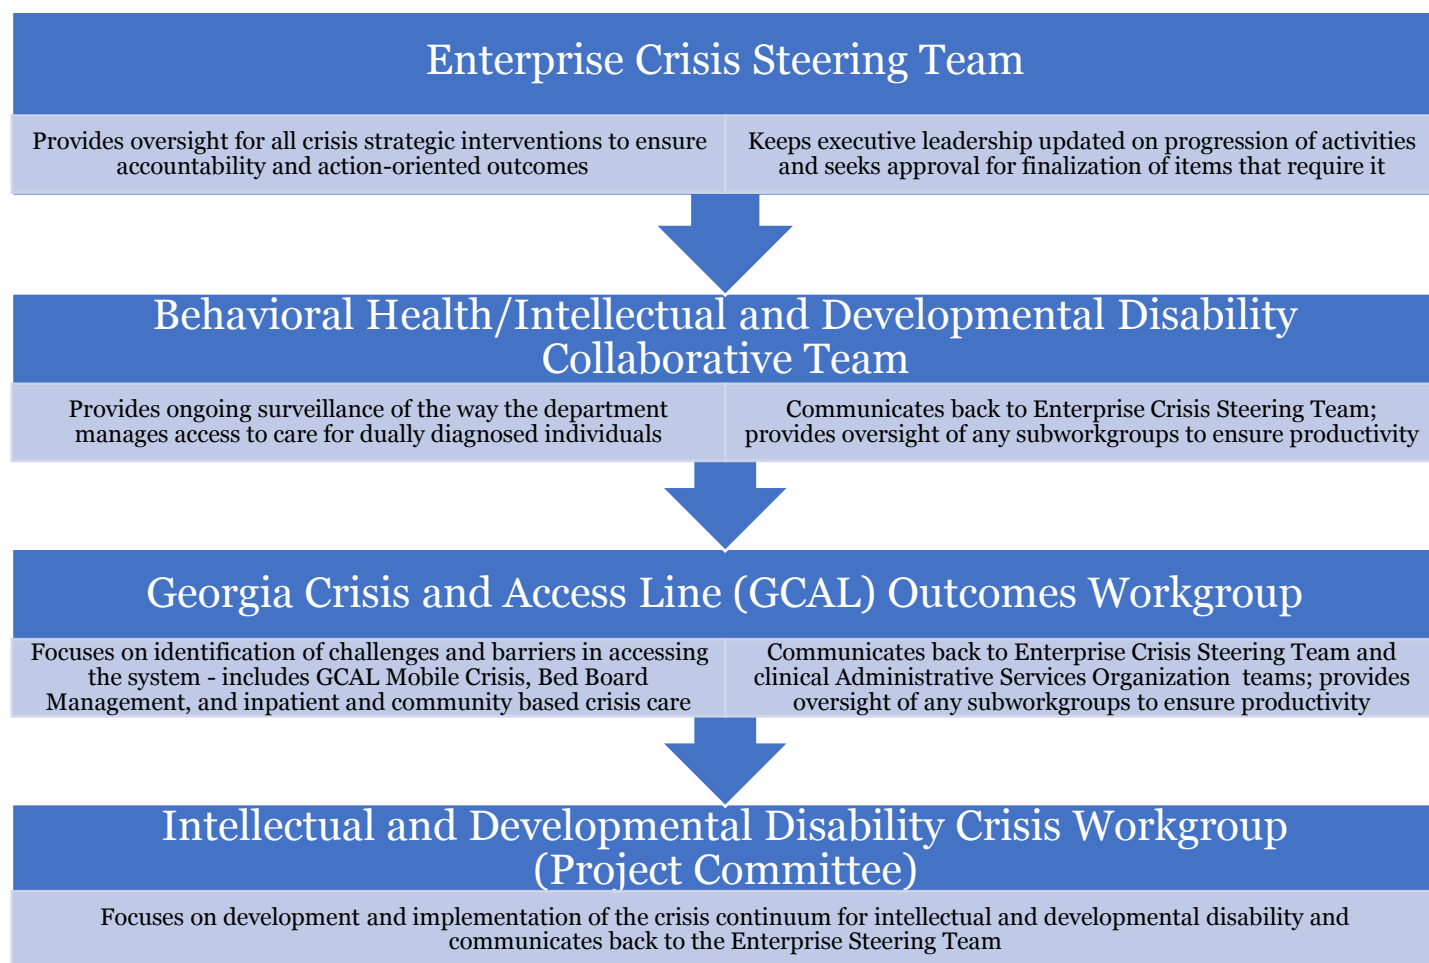 Enterprise Crisis Steering Team
Provides oversight for all crisis strategic interventions to ensure
accountability and action-oriented outcomes
Keeps executive leadership updated on progression of activities
and seeks approval for finalization of items that require it
Behavioral Health/Intellectual and Developmental Disability
Collaborative Team
Provides ongoing surveillance of the way the department
manages access to care for dually diagnosed individuals
Communicates back to Enterprise Crisis Steering Team;
provides oversight of any subworkgroups to ensure productivity
Georgia Crisis and Access Line (GCAL) Outcomes Workgroup
Focuses on identification of challenges and barriers in accessing
the system - includes GCAL Mobile Crisis, Bed Board
Management, and inpatient and community based crisis care
Communicates back to Enterprise Crisis Steering Team and
clinical Administrative Services Organization teams; provides
oversight of any subworkgroups to ensure productivity
Intellectual and Developmental Disability Crisis Workgroup
(Project Committee)
Focuses on development and implementation of the crisis continuum for intellectual and developmental disability and
communicates back to the Enterprise Steering Team